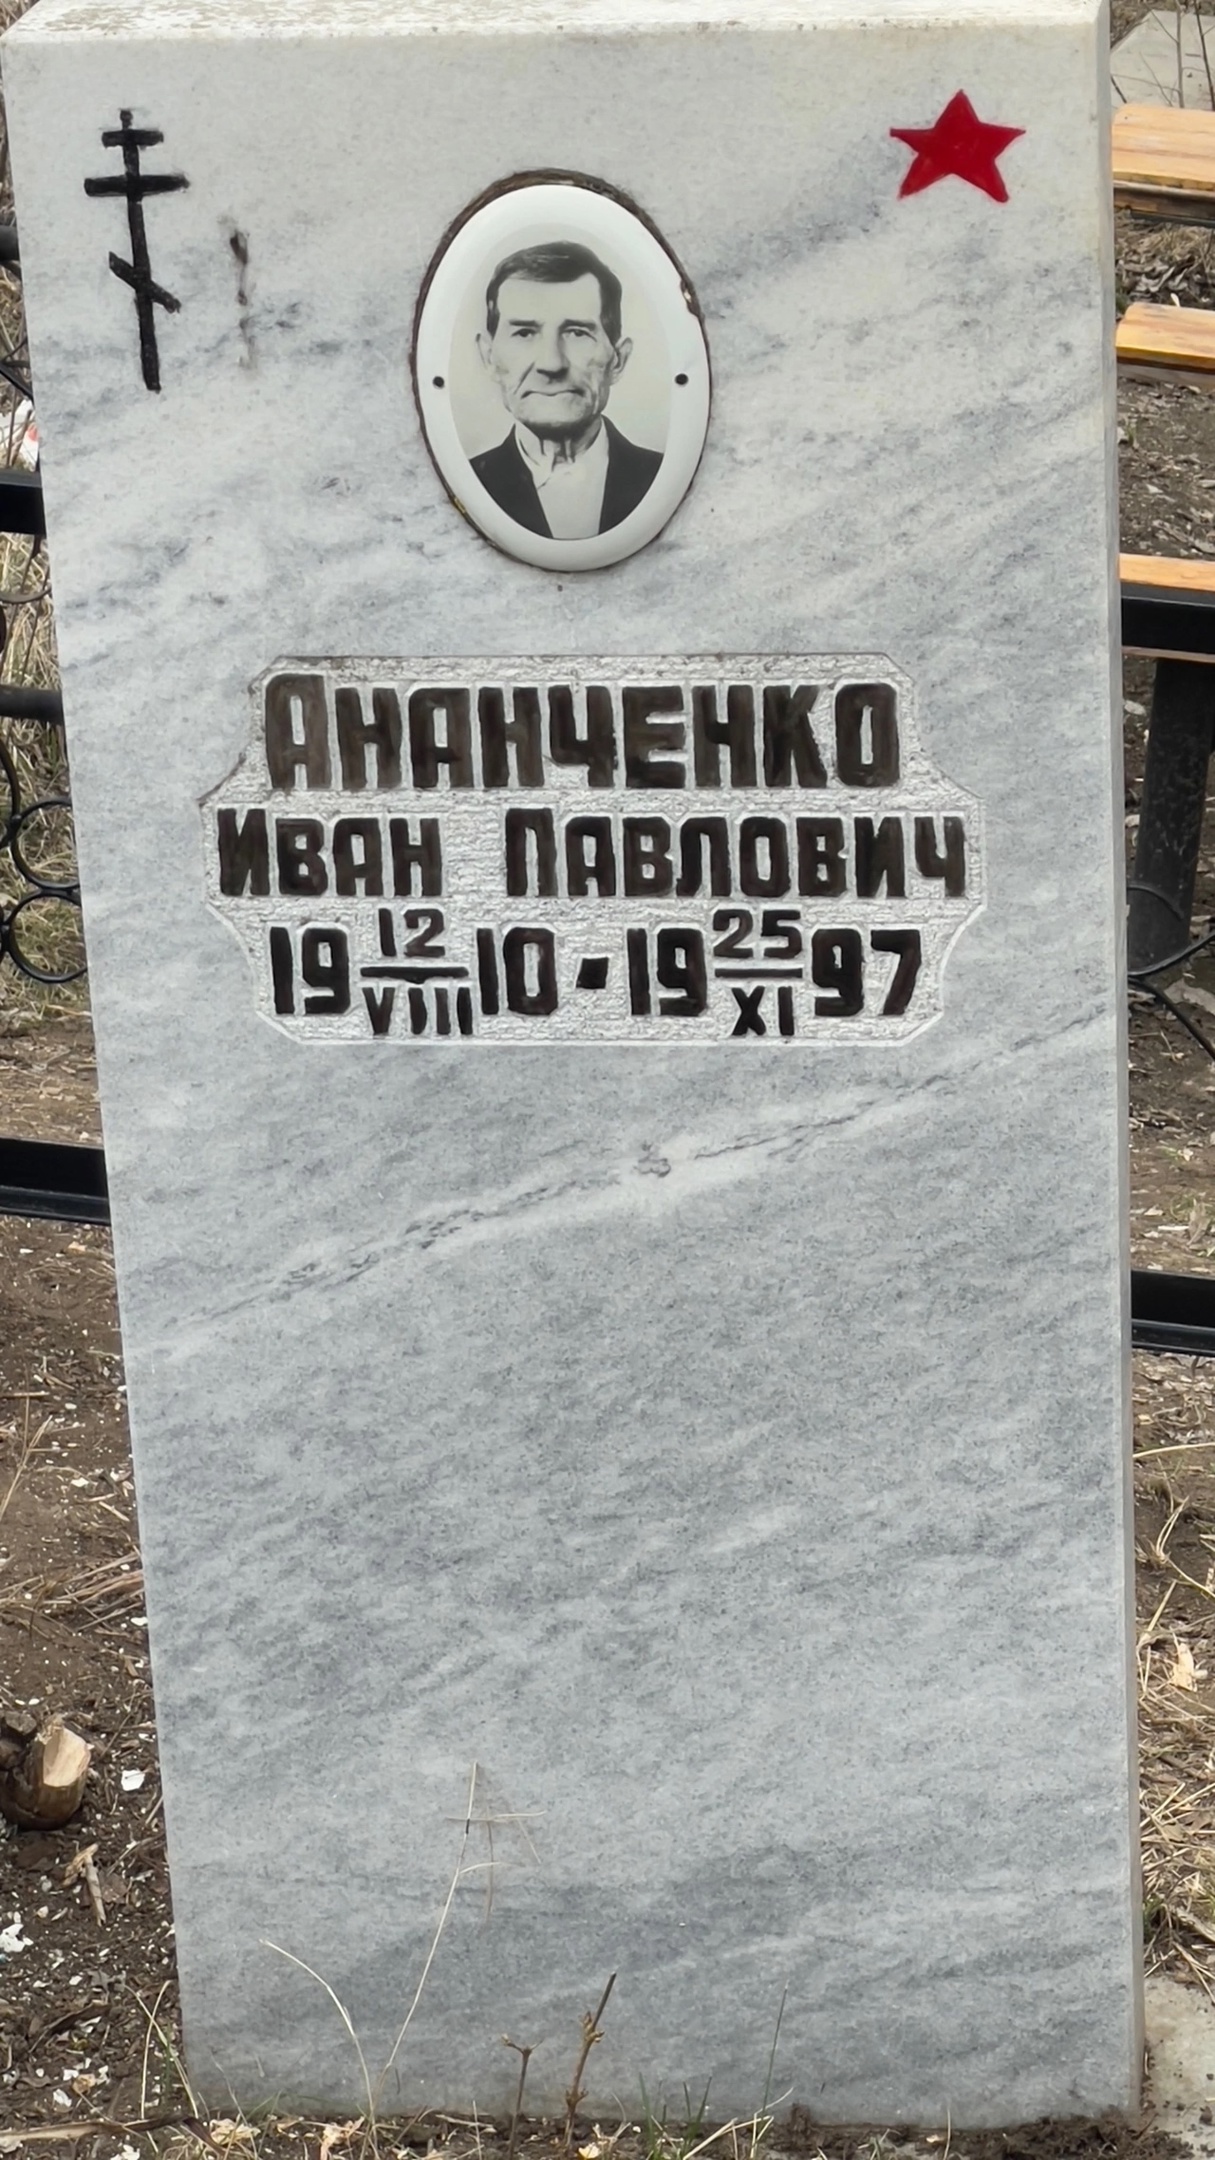 Ананченко
Иван Павлович
19 12/VIII 10 - 19 25/XI 97